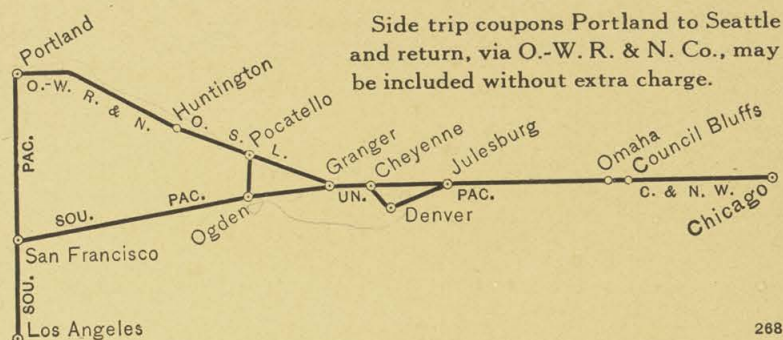 Side trip coupons Portland to Seattle
and return, via O.-W. R. & N. Co., may
be included without extra charge.
Portland
O.-W. R. & N.
Huntington
O. S. L.
Pocatello
Granger
Cheyenne
Julesburg
Omaha
Council Bluffs
PAC.
UN. PAC.
C. & N. W.
Chicago
SOU. PAC.
Ogden
Denver
San Francisco
SOU.
Los Angeles
268